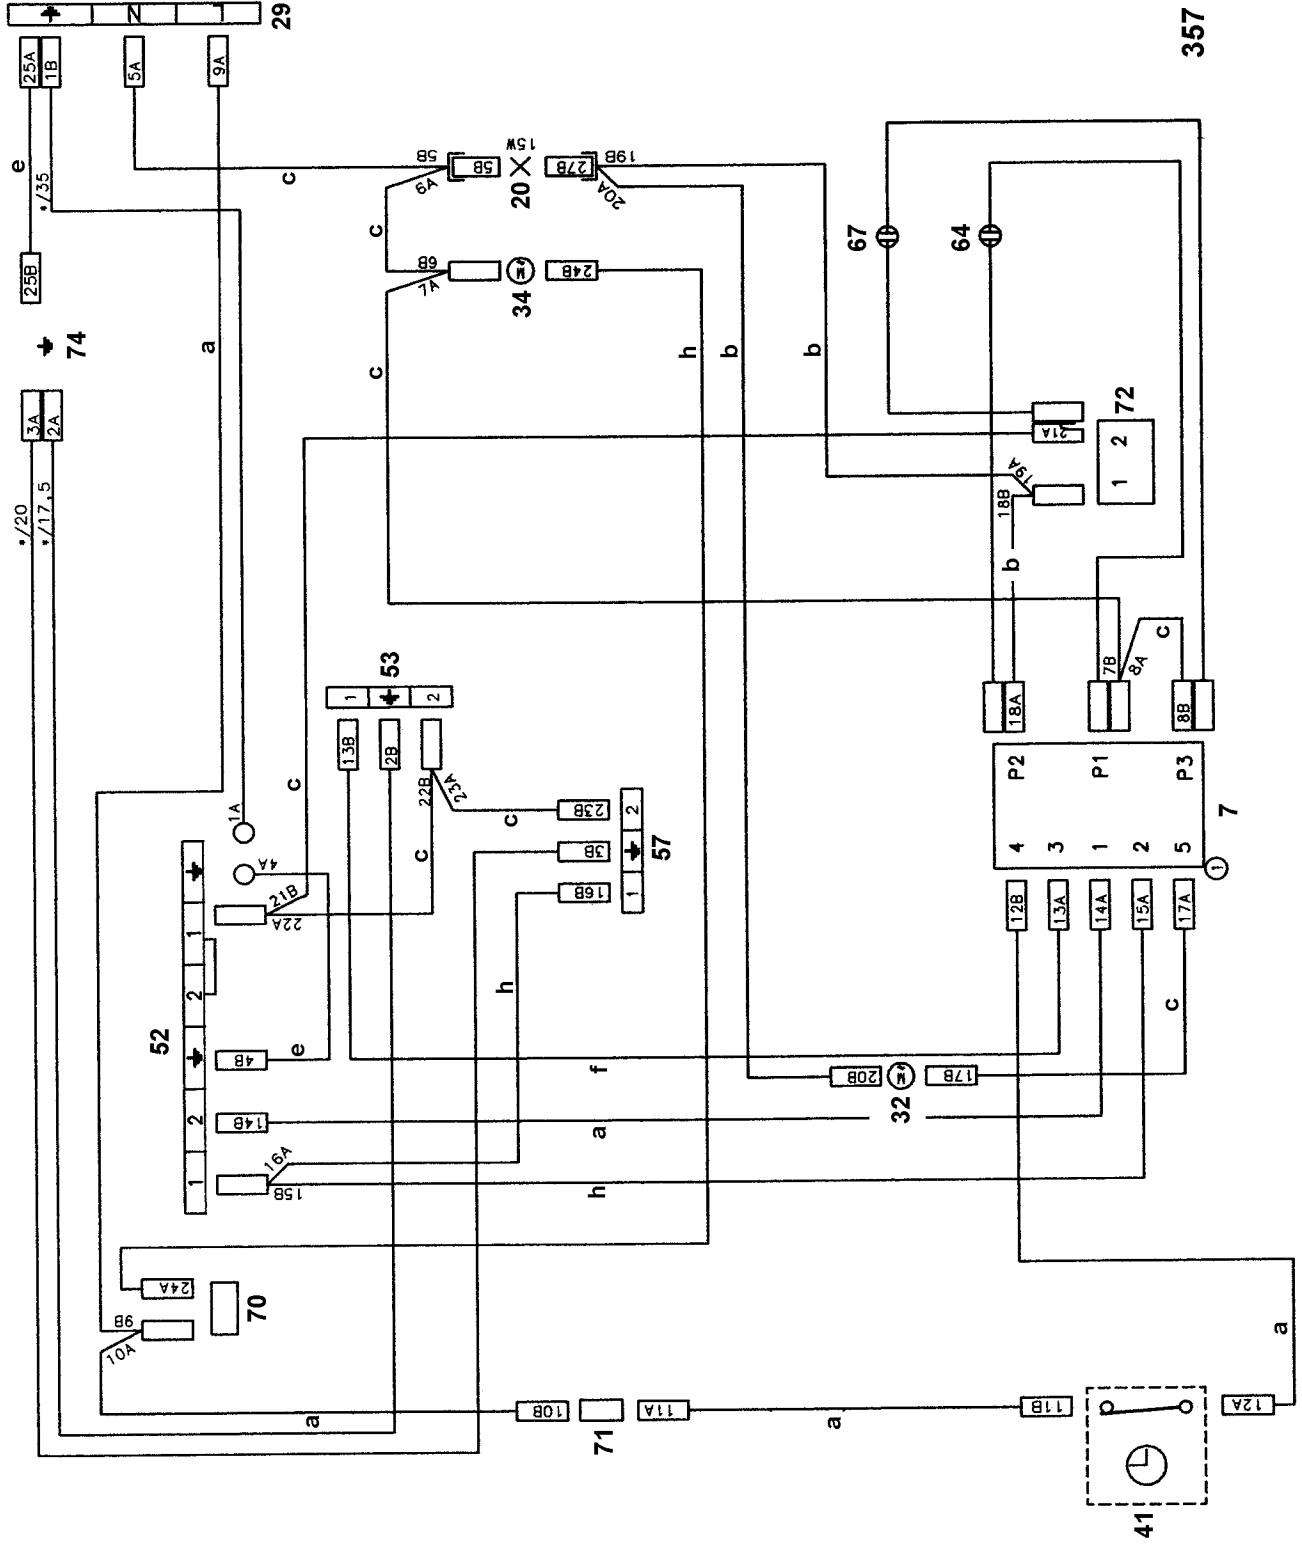 29
N
L
25A
1B
5A
9A
e
*/35
25B
74
3A
2A
*/20
*/17,5
a
c
5B
6A
5B
20
15W
27B
19B
20A
c
6B
7A
34
M
24B
c
h
b
b
357
67
64
21A
72
1 2
19A
18B
b
53
1
2
13B
2B
22B
23A
c
c
23B
3B
16B
57
1
2
1A
4A
c
21B
22A
52
1
2
2
1
4B
e
14B
a
16A
15B
h
h
f
18A
7B
8A
c
8B
P2
P1
P3
4
3
1
2
5
7
1
12B
13A
14A
15A
17A
c
20B
32
M
17B
24A
70
9B
10A
a
10B
71
11A
a
11B
41
12A
a